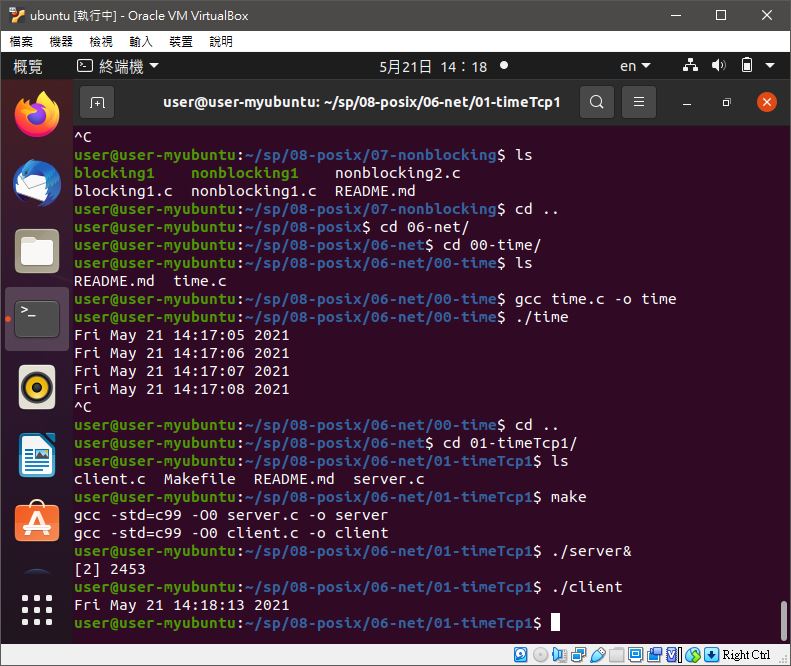 ubuntu [執行中] - Oracle VM VirtualBox
檔案 機器 檢視 輸入 裝置 說明
概覽 終端機 5月21日 14：18 en
user@user-myubuntu: ~/sp/08-posix/06-net/01-timeTcp1
^C
user@user-myubuntu:~/sp/08-posix/07-nonblocking$ ls
blocking1    nonblocking1    nonblocking2.c
blocking1.c  nonblocking1.c  README.md
user@user-myubuntu:~/sp/08-posix/07-nonblocking$ cd ..
user@user-myubuntu:~/sp/08-posix$ cd 06-net/
user@user-myubuntu:~/sp/08-posix/06-net$ cd 00-time/
user@user-myubuntu:~/sp/08-posix/06-net/00-time$ ls
README.md  time.c
user@user-myubuntu:~/sp/08-posix/06-net/00-time$ gcc time.c -o time
user@user-myubuntu:~/sp/08-posix/06-net/00-time$ ./time
Fri May 21 14:17:05 2021
Fri May 21 14:17:06 2021
Fri May 21 14:17:07 2021
Fri May 21 14:17:08 2021
^C
user@user-myubuntu:~/sp/08-posix/06-net/00-time$ cd ..
user@user-myubuntu:~/sp/08-posix/06-net$ cd 01-timeTcp1/
user@user-myubuntu:~/sp/08-posix/06-net/01-timeTcp1$ ls
client.c  Makefile  README.md  server.c
user@user-myubuntu:~/sp/08-posix/06-net/01-timeTcp1$ make
gcc -std=c99 -O0 server.c -o server
gcc -std=c99 -O0 client.c -o client
user@user-myubuntu:~/sp/08-posix/06-net/01-timeTcp1$ ./server&
[2] 2453
user@user-myubuntu:~/sp/08-posix/06-net/01-timeTcp1$ ./client
Fri May 21 14:18:13 2021
user@user-myubuntu:~/sp/08-posix/06-net/01-timeTcp1$
Right Ctrl